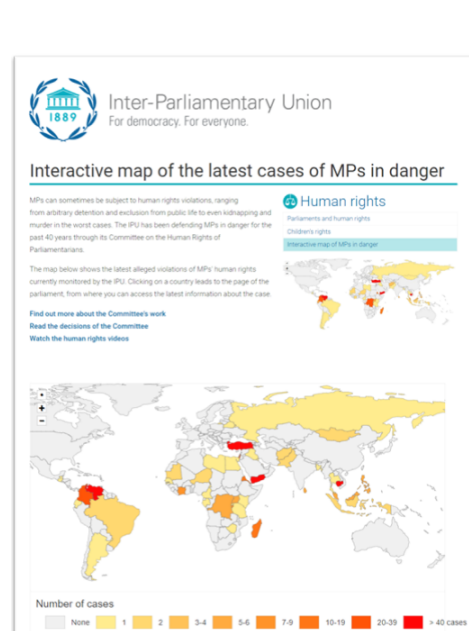 1889
Inter-Parliamentary Union
For democracy. For everyone.
Interactive map of the latest cases of MPs in danger
MPs can sometimes be subject to human rights violations, ranging
from arbitrary detention and exclusion from public life to even kidnapping and
murder in the worst cases. The IPU has been defending MPs in danger for the
past 40 years through its Committee on the Human Rights of
Parliamentarians.
The map below shows the latest alleged violations of MPs' human rights
currently monitored by the IPU. Clicking on a country leads to the page of the
parliament, from where you can access the latest information about the case.
Find out more about the Committee's work
Read the decisions of the Committee
Watch the human rights videos
Human rights
Parliaments and human rights
Children's rights
Interactive map of MPs in danger
+
−
Number of cases
None 1 2 3-4 5-6 7-9 10-19 20-39 > 40 cases